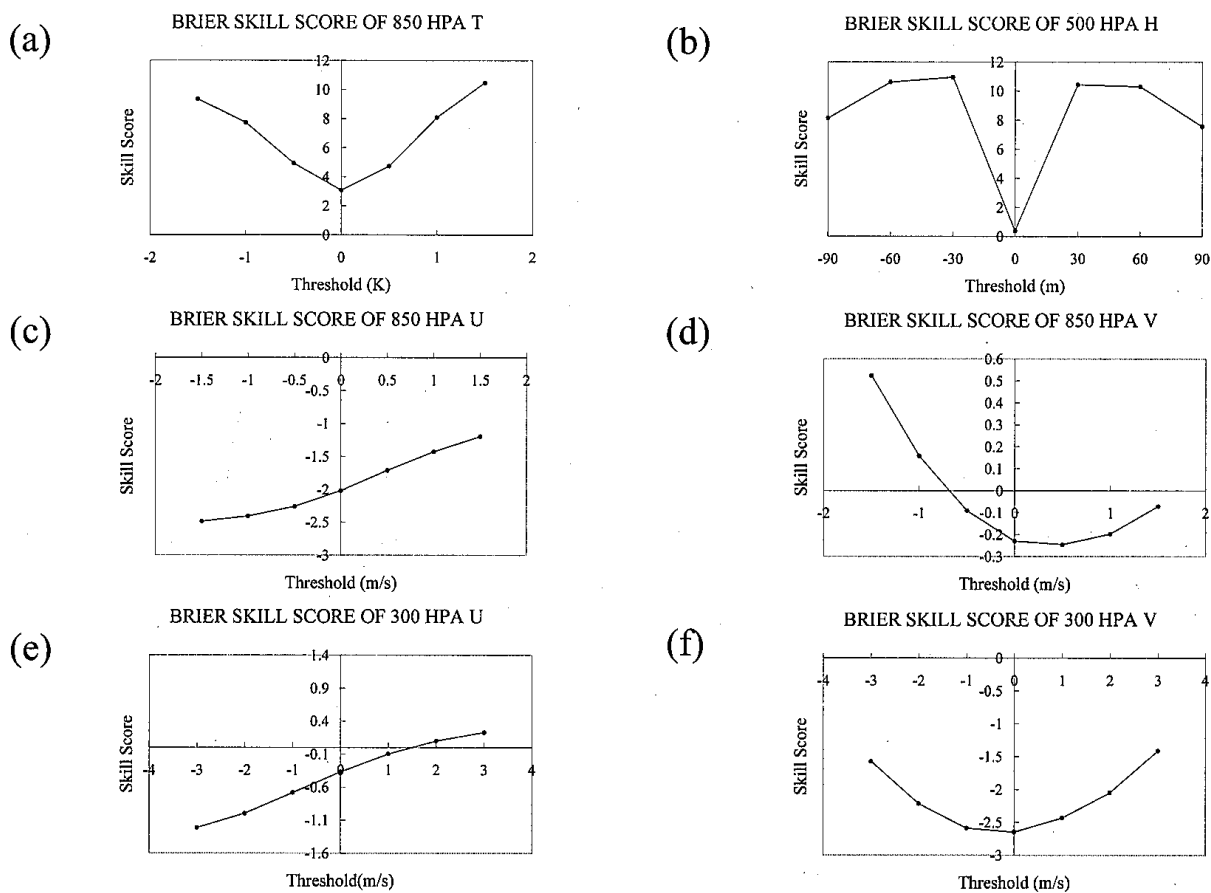 (a)
BRIER SKILL SCORE OF 850 HPA T
Skill Score
12
10
8
6
4
2
0
-2 -1 0 1 2
Threshold (K)
(b)
BRIER SKILL SCORE OF 500 HPA H
Skill Score
12
10
8
6
4
2
0
-90 -60 -30 0 30 60 90
Threshold (m)
(c)
BRIER SKILL SCORE OF 850 HPA U
Skill Score
0
-2 -1.5 -1 -0.5 0 0.5 1 1.5 2
-0.5
-1
-1.5
-2
-2.5
-3
Threshold (m/s)
(d)
BRIER SKILL SCORE OF 850 HPA V
Skill Score
0.6
0.5
0.4
0.3
0.2
0.1
0
-2 -1 0 1 2
-0.1
-0.2
-0.3
Threshold (m/s)
(e)
BRIER SKILL SCORE OF 300 HPA U
Skill Score
1.4
0.9
0.4
-0.1
-4 -3 -2 -1 0 1 2 3 4
-0.6
-1.1
-1.6
Threshold(m/s)
(f)
BRIER SKILL SCORE OF 300 HPA V
Skill Score
0
-4 -3 -2 -1 0 1 2 3 4
-0.5
-1
-1.5
-2
-2.5
-3
Threshold (m/s)